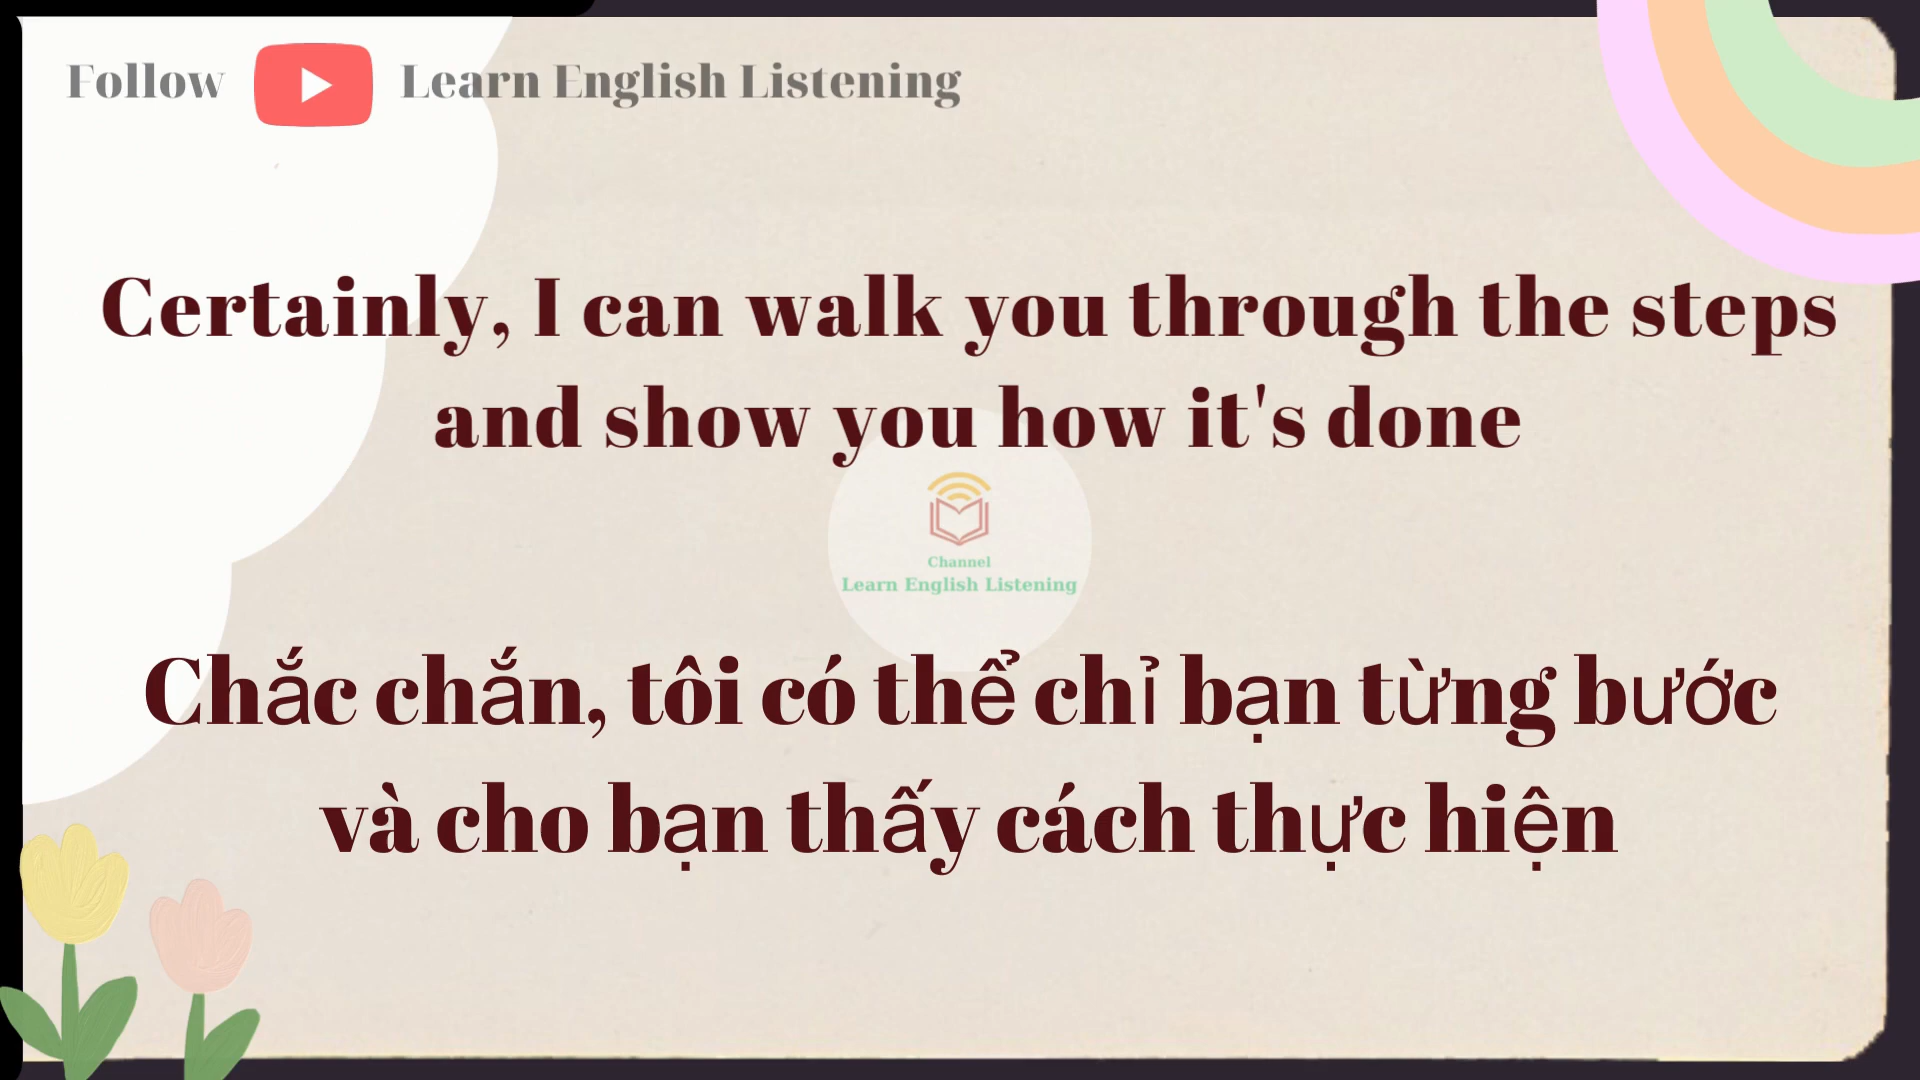 Follow Learn English Listening
Certainly, I can walk you through the steps
and show you how it's done
Channel
Learn English Listening
Chắc chắn, tôi có thể chỉ bạn từng bước
và cho bạn thấy cách thực hiện